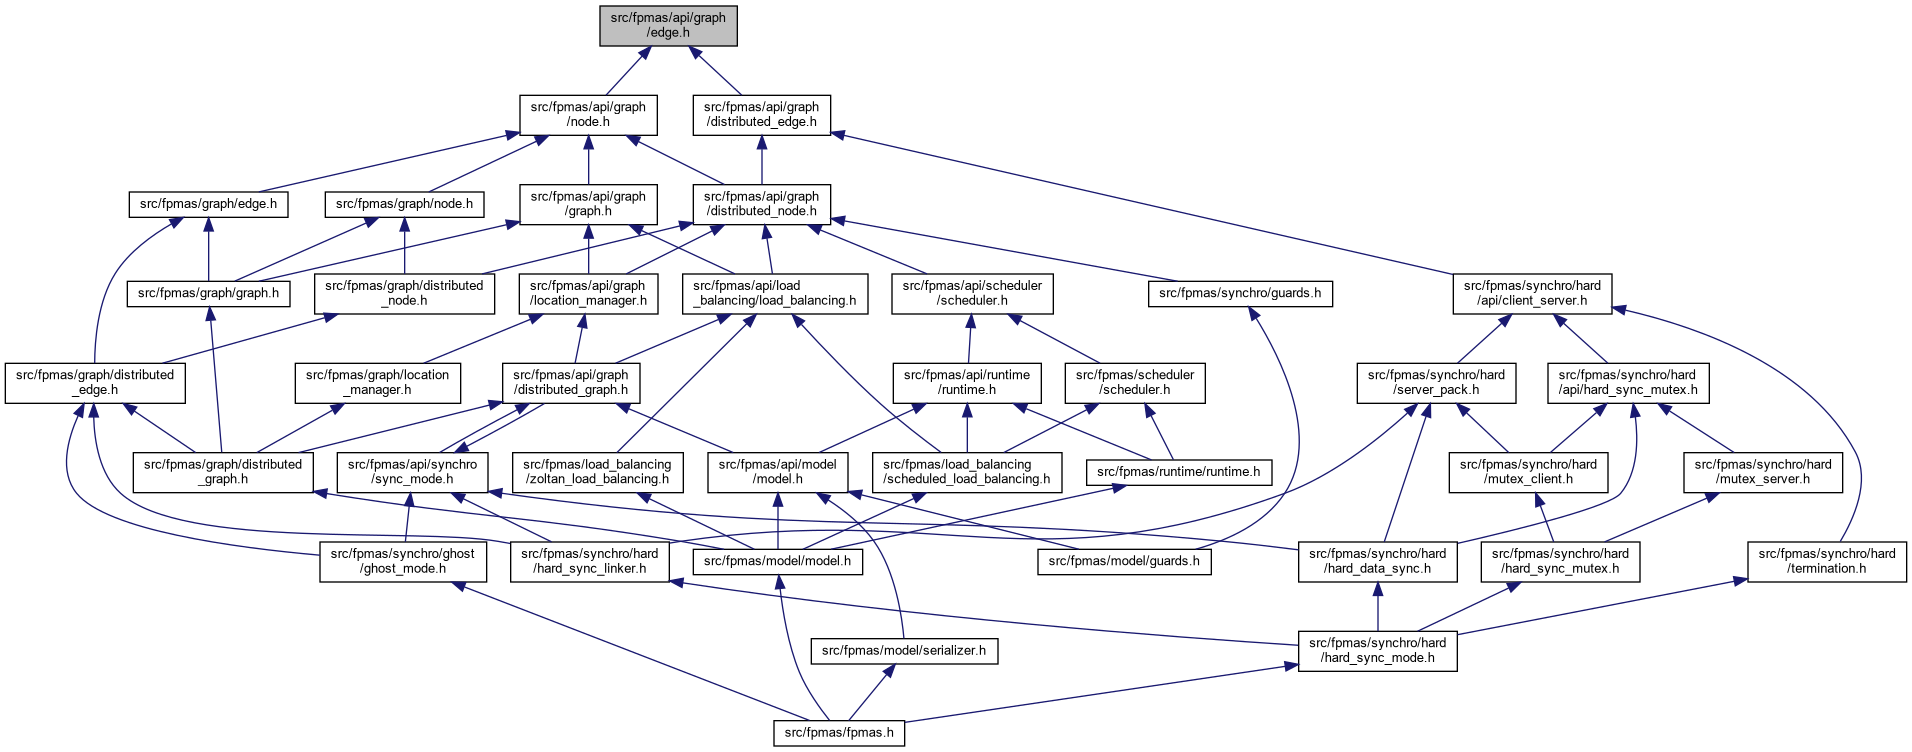 src/fpmas/api/graph
/edge.h
src/fpmas/api/graph
/node.h
src/fpmas/api/graph
/distributed_edge.h
src/fpmas/graph/edge.h
src/fpmas/graph/node.h
src/fpmas/api/graph
/graph.h
src/fpmas/api/graph
/distributed_node.h
src/fpmas/graph/graph.h
src/fpmas/graph/distributed
_node.h
src/fpmas/api/graph
/location_manager.h
src/fpmas/api/load
_balancing/load_balancing.h
src/fpmas/api/scheduler
/scheduler.h
src/fpmas/synchro/guards.h
src/fpmas/synchro/hard
/api/client_server.h
src/fpmas/graph/distributed
_edge.h
src/fpmas/graph/location
_manager.h
src/fpmas/api/graph
/distributed_graph.h
src/fpmas/api/runtime
/runtime.h
src/fpmas/scheduler
/scheduler.h
src/fpmas/synchro/hard
/server_pack.h
src/fpmas/synchro/hard
/api/hard_sync_mutex.h
src/fpmas/graph/distributed
_graph.h
src/fpmas/api/synchro
/sync_mode.h
src/fpmas/load_balancing
/zoltan_load_balancing.h
src/fpmas/api/model
/model.h
src/fpmas/load_balancing
/scheduled_load_balancing.h
src/fpmas/runtime/runtime.h
src/fpmas/synchro/hard
/mutex_client.h
src/fpmas/synchro/hard
/mutex_server.h
src/fpmas/synchro/ghost
/ghost_mode.h
src/fpmas/synchro/hard
/hard_sync_linker.h
src/fpmas/model/model.h
src/fpmas/model/guards.h
src/fpmas/synchro/hard
/hard_data_sync.h
src/fpmas/synchro/hard
/hard_sync_mutex.h
src/fpmas/synchro/hard
/termination.h
src/fpmas/model/serializer.h
src/fpmas/synchro/hard
/hard_sync_mode.h
src/fpmas/fpmas.h